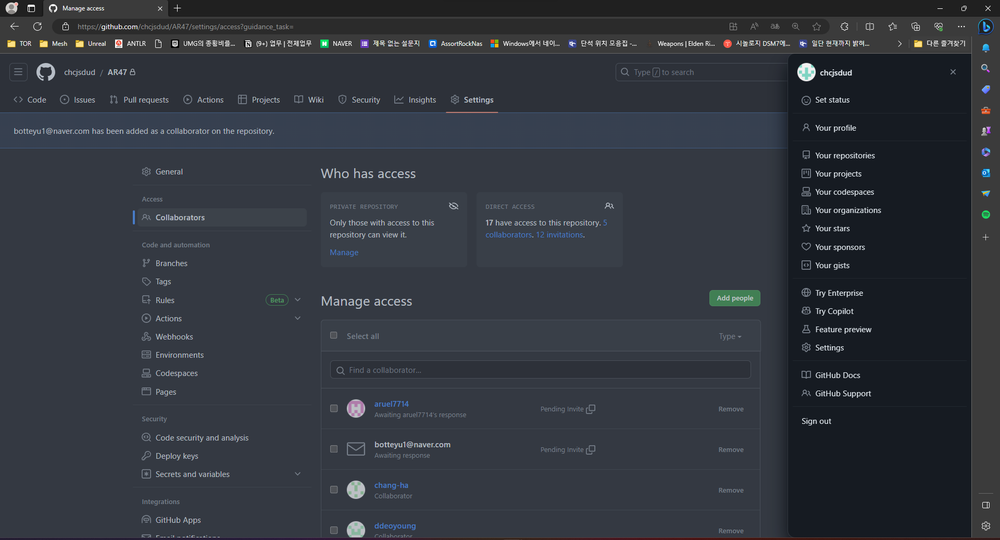 Manage access
https://github.com/chcjsdud/AR47/settings/access?guidance_task=
TOR
Mesh
Unreal
ANTLR
UMG의 종횡비를...
(9+) 업무 | 전체업무
NAVER
제목 없는 설문지
AssortRockNas
Windows에서 네이...
단석 위치 모음집 -...
Weapons | Elden Ri...
시놀로지 DSM7에...
일단 현재까지 밝혀...
다른 즐겨찾기
chcjsdud / AR47
Type / to search
Code
Issues
Pull requests
Actions
Projects
Wiki
Security
Insights
Settings
botteyu1@naver.com has been added as a collaborator on the repository.
General
Access
Collaborators
Code and automation
Branches
Tags
Rules Beta
Actions
Webhooks
Environments
Codespaces
Pages
Security
Code security and analysis
Deploy keys
Secrets and variables
Integrations
GitHub Apps
Email notifications
Who has access
PRIVATE REPOSITORY
Only those with access to this
repository can view it.
Manage
DIRECT ACCESS
17 have access to this repository. 5
collaborators. 12 invitations.
Manage access
Add people
Select all
Type
Find a collaborator...
aruel7714
Awaiting aruel7714's response
Pending Invite
Remove
botteyu1@naver.com
Awaiting response
Pending Invite
Remove
chang-ha
Collaborator
Remove
ddeoyoung
Collaborator
Remove
chcjsdud
Set status
Your profile
Your repositories
Your projects
Your codespaces
Your organizations
Your stars
Your sponsors
Your gists
Try Enterprise
Try Copilot
Feature preview
Settings
GitHub Docs
GitHub Support
Sign out